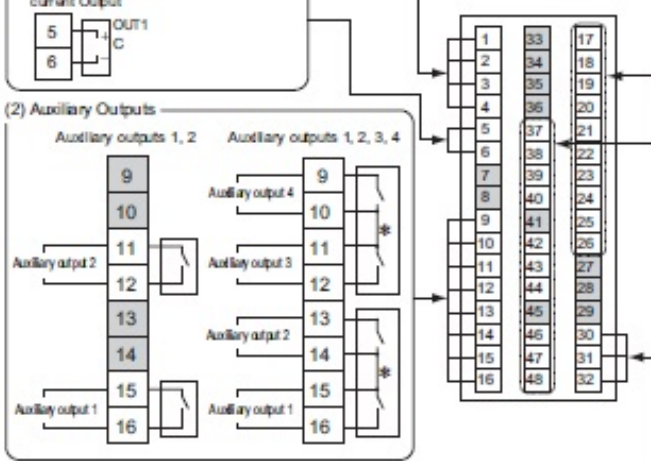 current Output
5 + OUT1
C
6 -
(2) Auxiliary Outputs
Auxiliary outputs 1, 2
9
10
Auxiliary output 2
11
12
13
14
Auxiliary output 1
15
16
Auxiliary outputs 1, 2, 3, 4
Auxiliary output 4
9
10
*
Auxiliary output 3
11
12
Auxiliary output 2
13
14
*
Auxiliary output 1
15
16
1 33 17
2 34 18
3 35 19
4 36 20
5 37 21
6 38 22
7 39 23
8 40 24
9 41 25
10 42 26
11 43 27
12 44 28
13 45 29
14 46 30
15 47 31
16 48 32